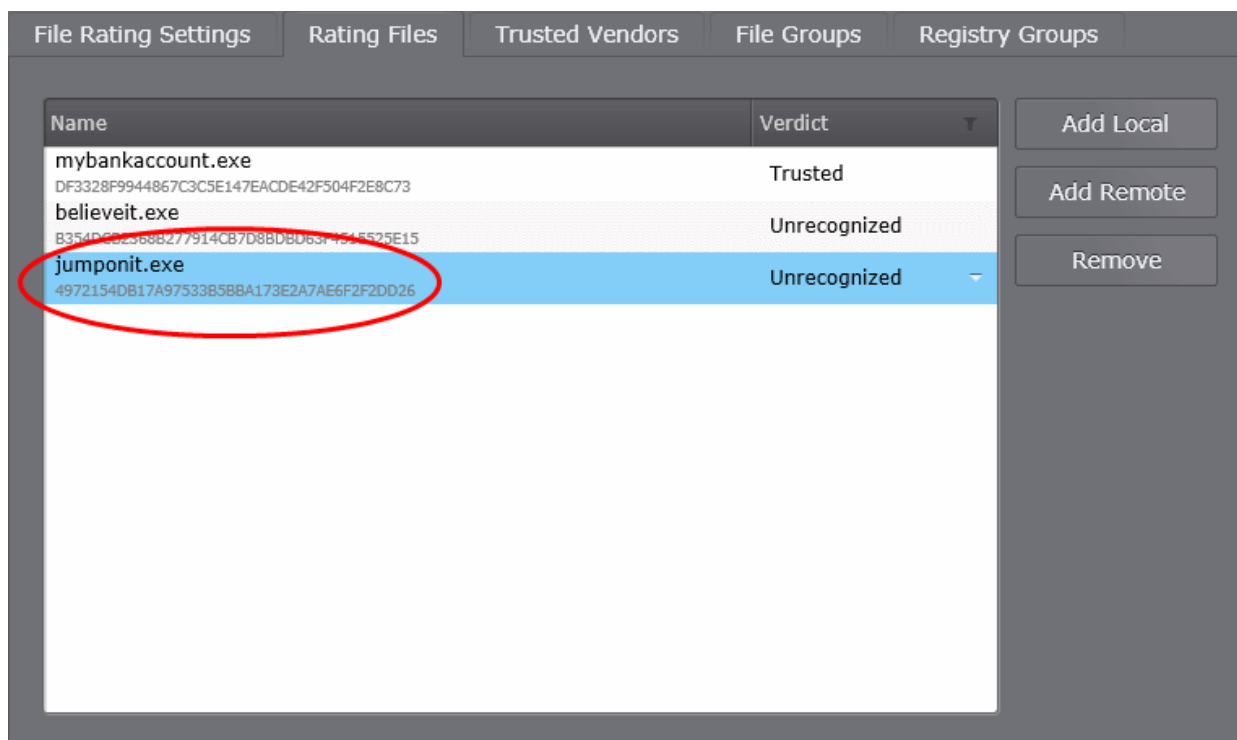 File Rating Settings Rating Files Trusted Vendors File Groups Registry Groups
Name Verdict Add Local
mybankaccount.exe Trusted
DF3328F9944867C3C5E147EACDE42F504F2E8C73
Add Remote
believeit.exe Unrecognized
jumponit.exe Unrecognized Remove
4972154DB17A97533B5BBA173E2A7AE6F2F2DD26